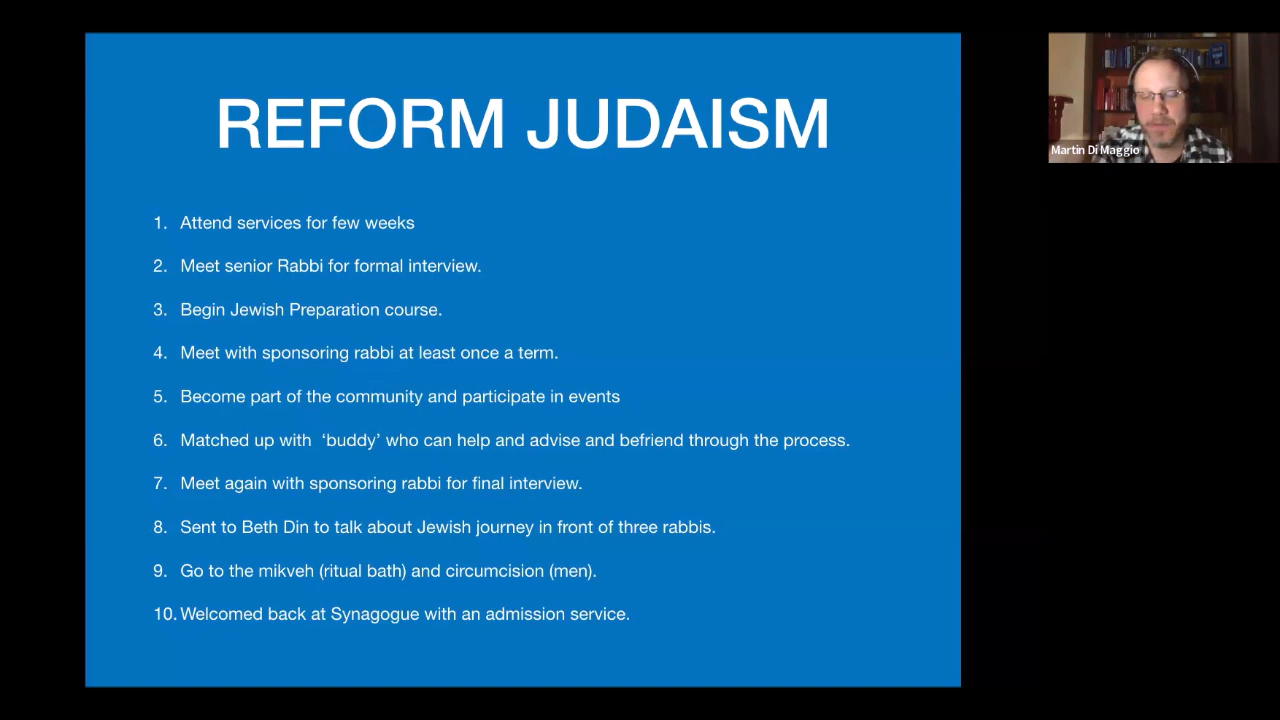 REFORM JUDAISM
1. Attend services for few weeks
2. Meet senior Rabbi for formal interview.
3. Begin Jewish Preparation course.
4. Meet with sponsoring rabbi at least once a term.
5. Become part of the community and participate in events
6. Matched up with  ‘buddy’ who can help and advise and befriend through the process.
7. Meet again with sponsoring rabbi for final interview.
8. Sent to Beth Din to talk about Jewish journey in front of three rabbis.
9. Go to the mikveh (ritual bath) and circumcision (men).
10. Welcomed back at Synagogue with an admission service.
Martin Di Maggio